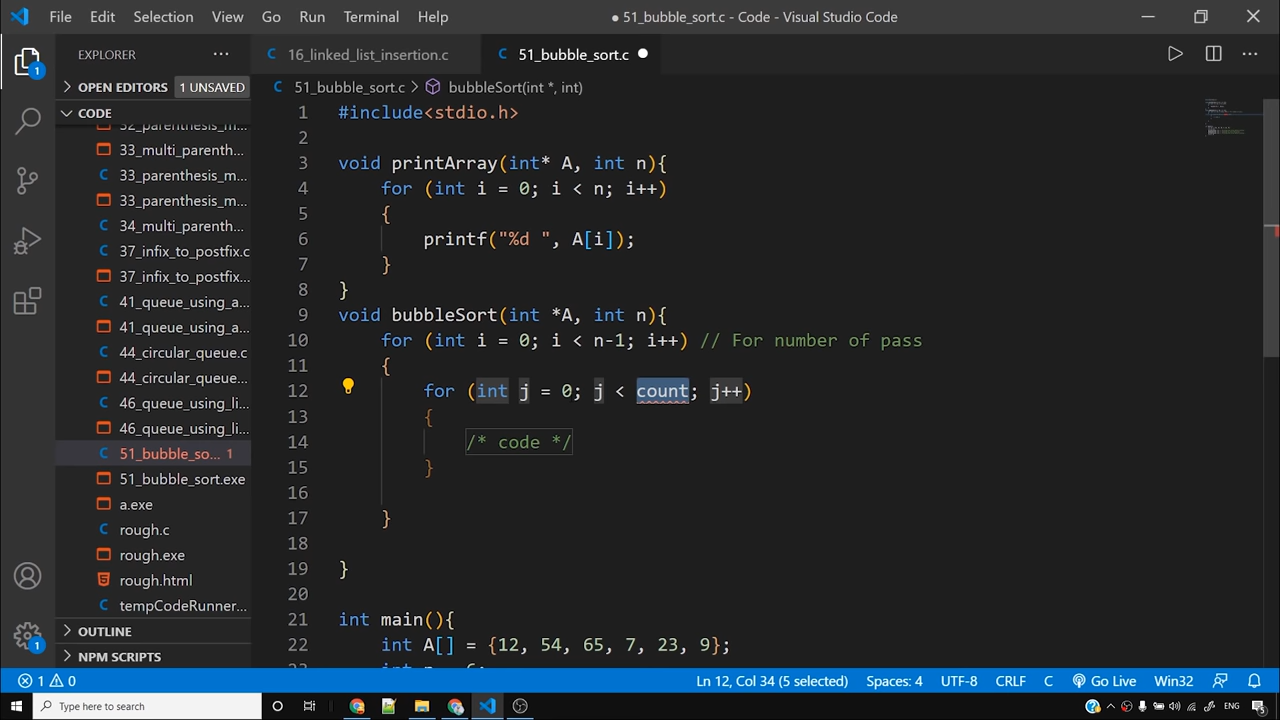 File Edit Selection View Go Run Terminal Help
● 51_bubble_sort.c - Code - Visual Studio Code
EXPLORER
OPEN EDITORS 1 UNSAVED
CODE
32_parenthesis_m...
33_multi_parenth...
33_parenthesis_m...
33_parenthesis_m...
34_multi_parenth...
37_infix_to_postfix.c
37_infix_to_postfix...
41_queue_using_a...
41_queue_using_a...
44_circular_queue.c
44_circular_queue...
46_queue_using_li...
46_queue_using_li...
51_bubble_so... 1
51_bubble_sort.exe
a.exe
rough.c
rough.exe
rough.html
tempCodeRunner...
OUTLINE
NPM SCRIPTS
16_linked_list_insertion.c
51_bubble_sort.c
51_bubble_sort.c > bubbleSort(int *, int)
1 #include<stdio.h>
2
3 void printArray(int* A, int n){
4 for (int i = 0; i < n; i++)
5 {
6 printf("%d ", A[i]);
7 }
8 }
9 void bubbleSort(int *A, int n){
10 for (int i = 0; i < n-1; i++) // For number of pass
11 {
12 for (int j = 0; j < count; j++)
13 {
14 /* code */
15 }
16
17 }
18
19 }
20
21 int main(){
22 int A[] = {12, 54, 65, 7, 23, 9};
23 int n = 6;
1 0
Ln 12, Col 34 (5 selected) Spaces: 4 UTF-8 CRLF C Go Live Win32
Type here to search
ENG